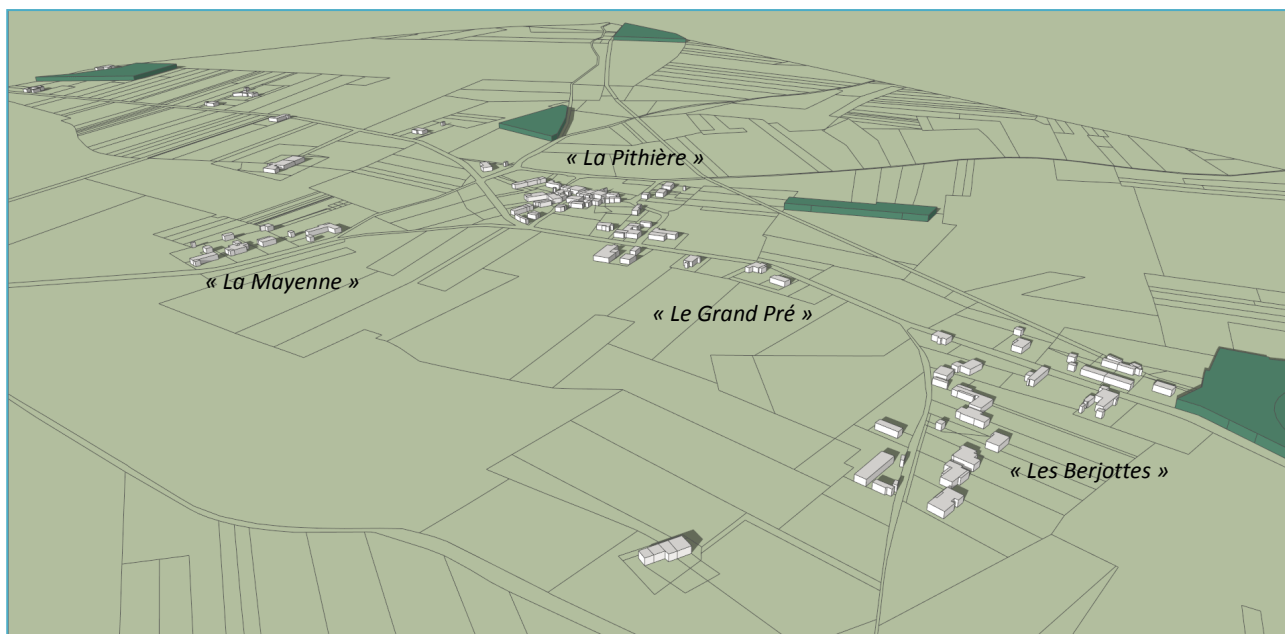 « La Pithière »
« La Mayenne »
« Le Grand Pré »
« Les Berjottes »